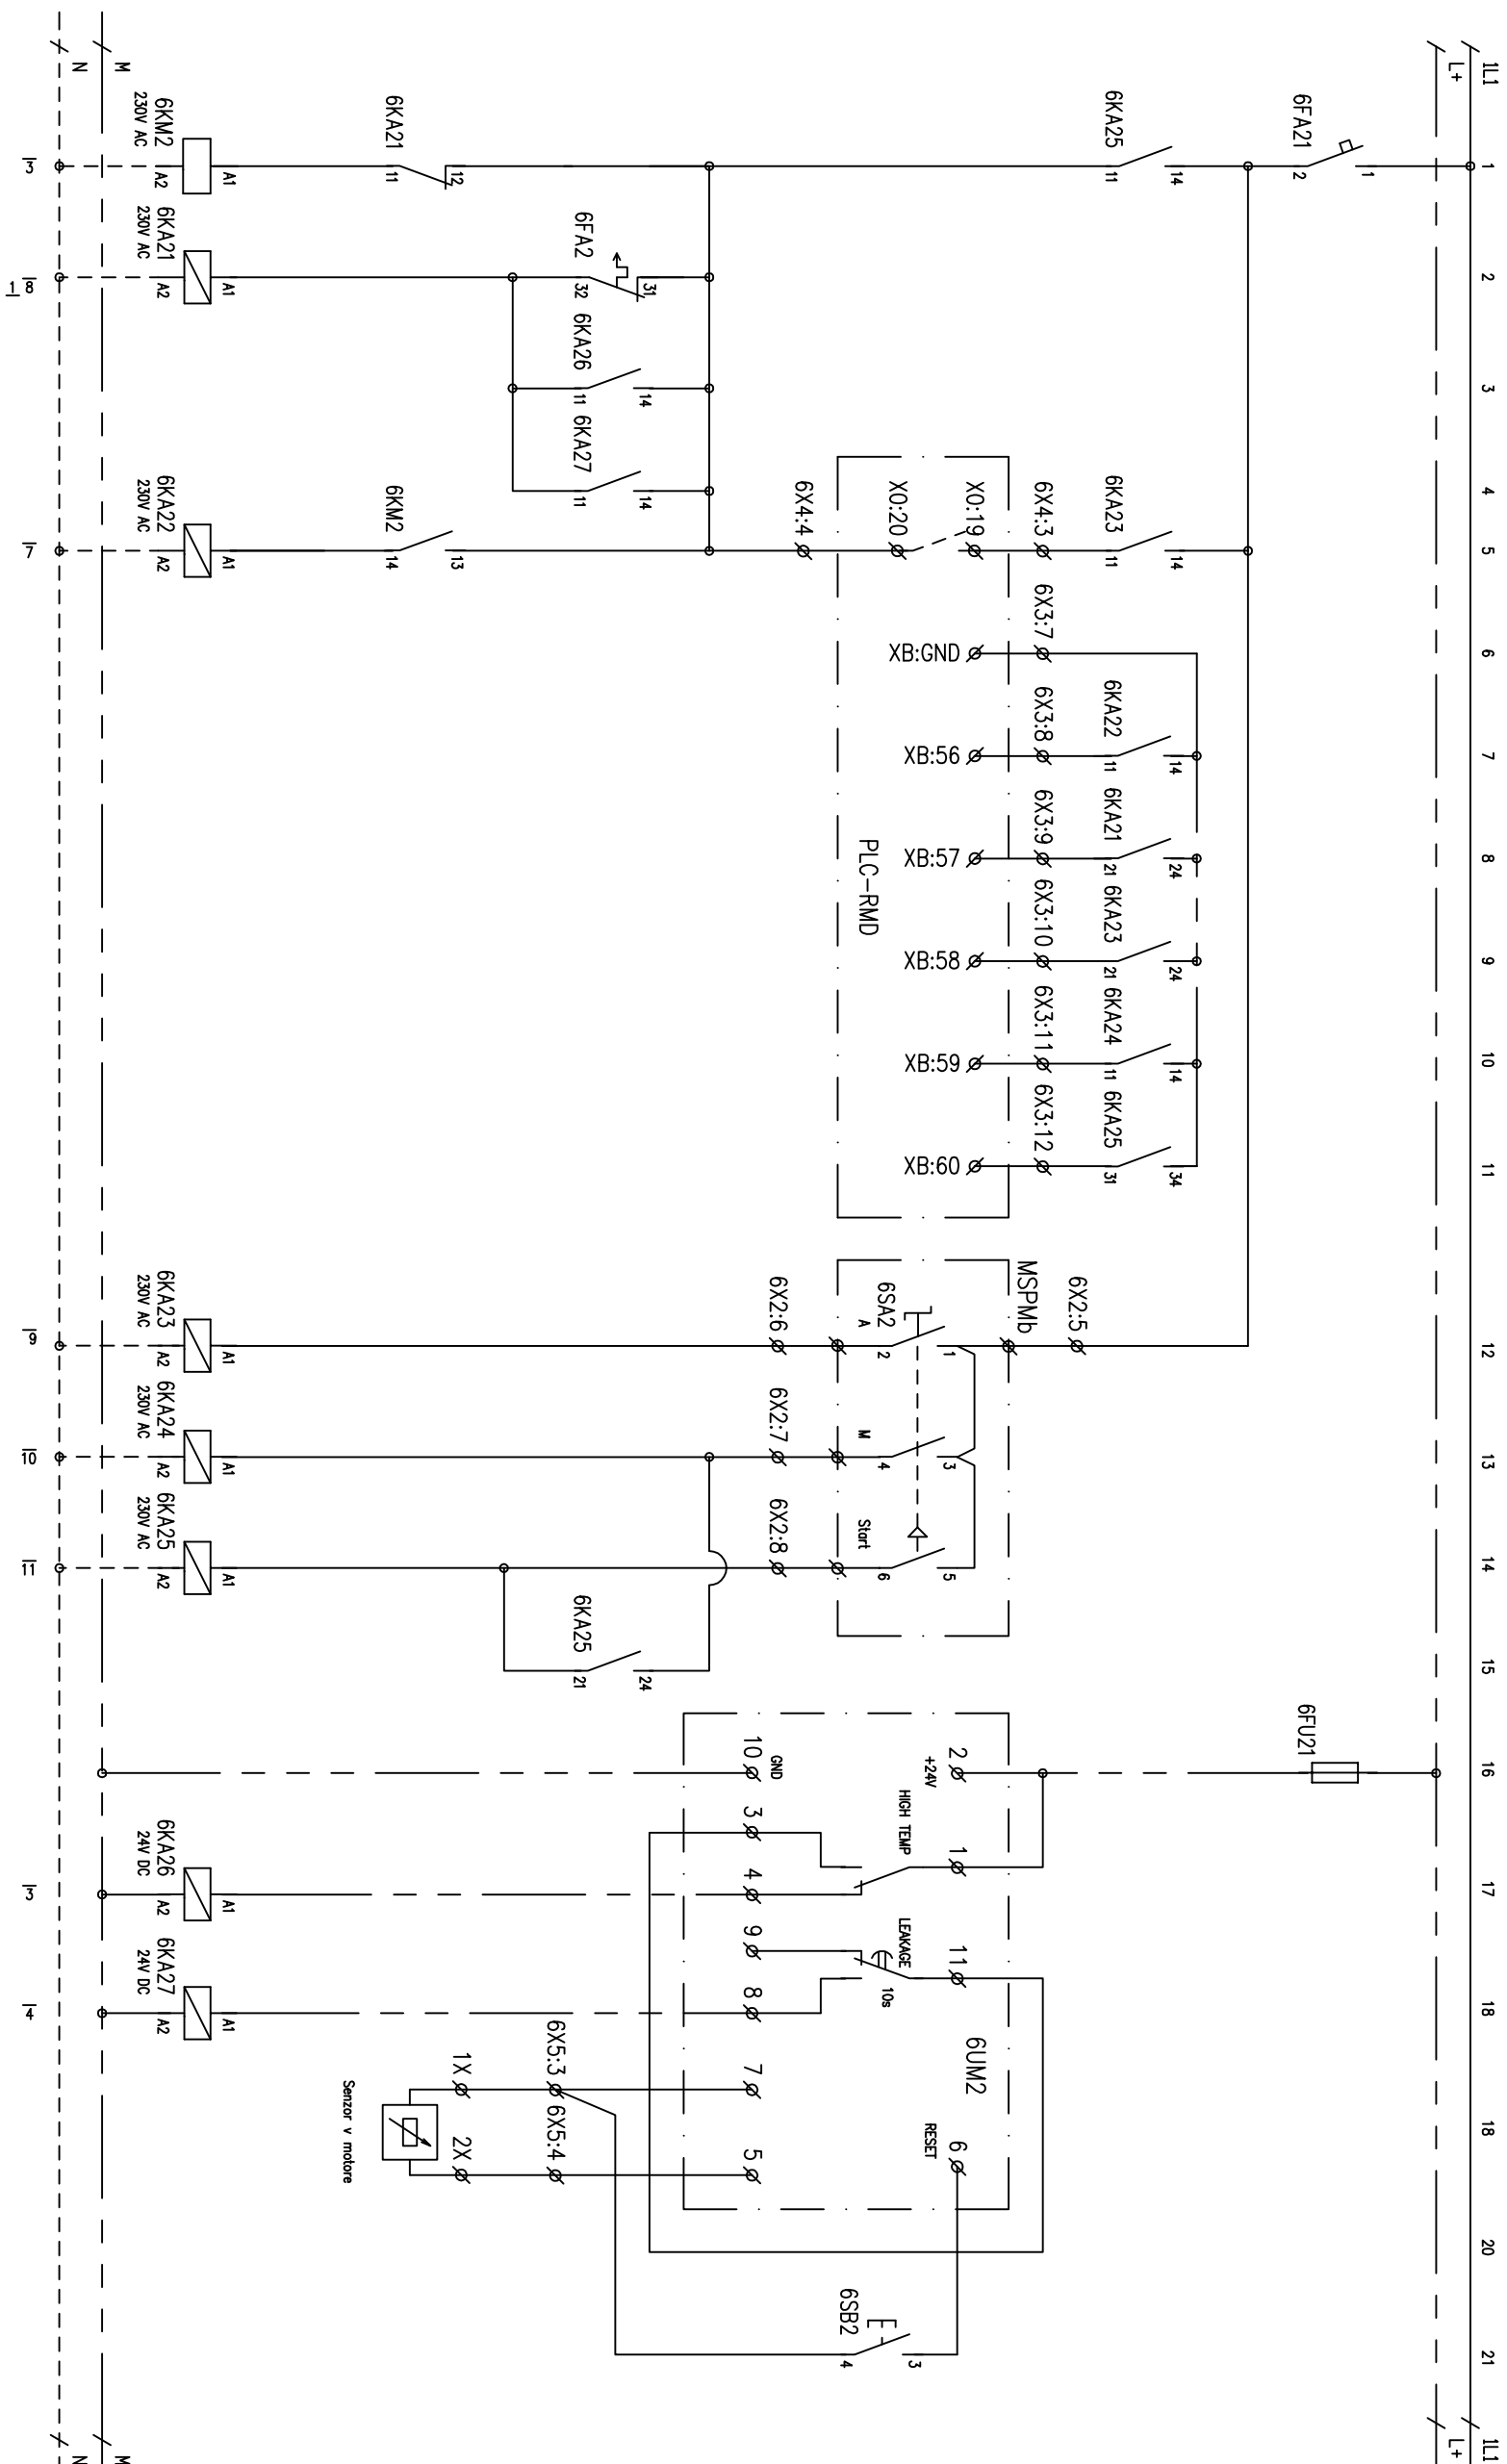 1L1
L+
1
2
3
4
5
6
7
8
9
10
11
12
13
14
15
16
17
18
18
20
21
1L1
L+
6FA21
1
2
6FU21
6KA25
14
11
6KA23
14
11
6KA22
14
11
6KA21
24
21
6KA23
24
21
6KA24
14
11
6KA25
34
31
6X4:3
6X3:7
6X3:8
6X3:9
6X3:10
6X3:11
6X3:12
6X2:5
MSPMb
XO:19
XO:20
XB:GND
XB:56
XB:57
XB:58
XB:59
XB:60
PLC-RMD
6X4:4
6SA2
1
2
A
3
4
M
5
6
Start
6X2:6
6X2:7
6X2:8
2
+24V
1
HIGH TEMP
11
LEAKAGE
10s
6UM2
6
RESET
6SB2
3
4
10
GND
3
4
9
8
7
5
6FA2
31
32
6KA26
14
11
6KA27
14
11
6KA25
24
21
6X5:3
6X5:4
1X
2X
Senzor v motore
6KA21
12
11
6KM2
13
14
6KM2
230V AC
A1
A2
6KA21
230V AC
A1
A2
6KA22
230V AC
A1
A2
6KA23
230V AC
A1
A2
6KA24
230V AC
A1
A2
6KA25
230V AC
A1
A2
6KA26
24V DC
A1
A2
6KA27
24V DC
A1
A2
M
N
M
N
3
8
1
7
9
10
11
3
4